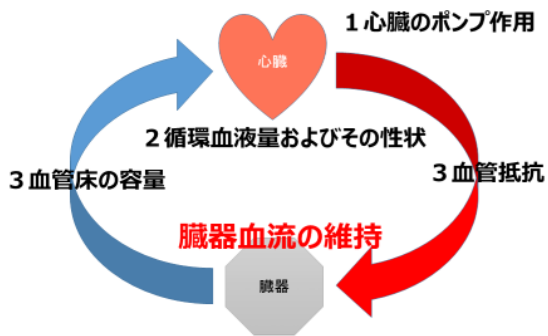 1心臓のポンプ作用
心臓
2循環血液量およびその性状
3血管床の容量
3血管抵抗
臓器血流の維持
臓器